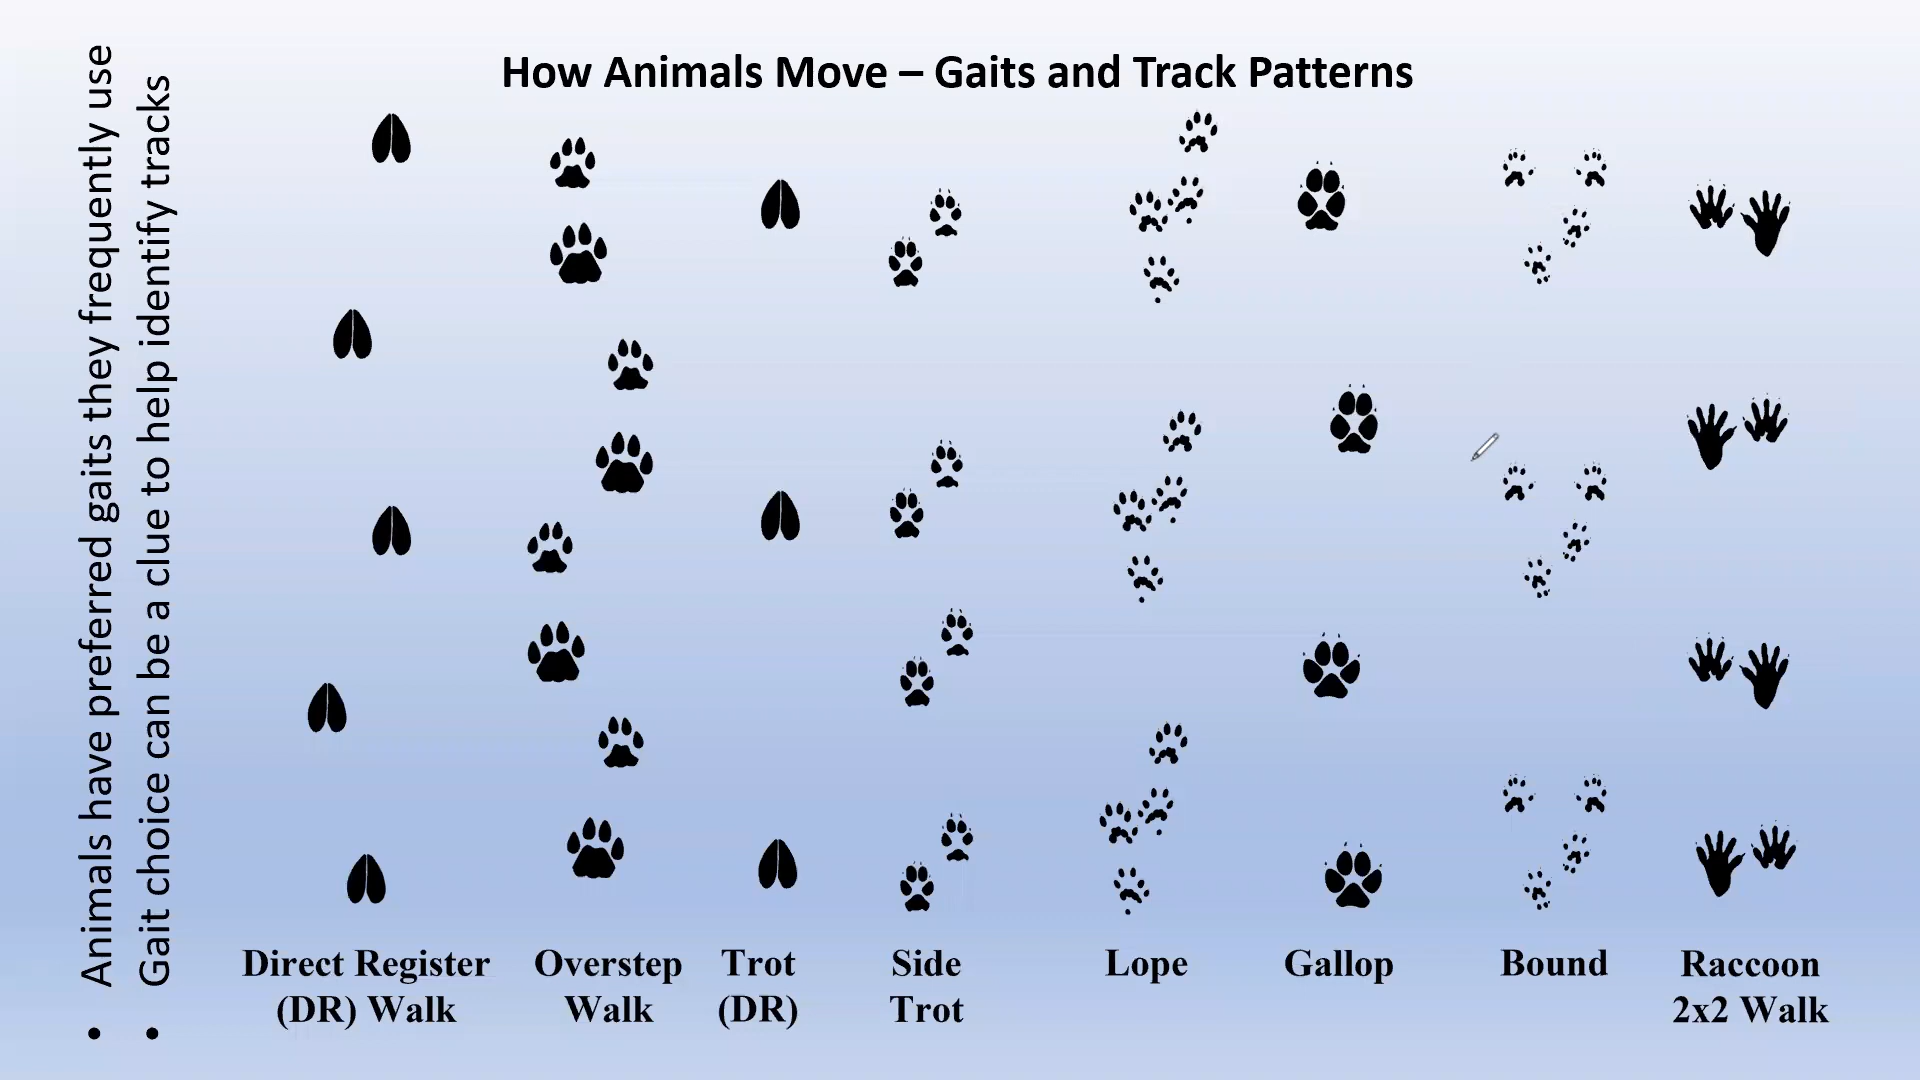 How Animals Move – Gaits and Track Patterns
• Animals have preferred gaits they frequently use
• Gait choice can be a clue to help identify tracks
Direct Register
(DR) Walk
Overstep
Walk
Trot
(DR)
Side
Trot
Lope
Gallop
Bound
Raccoon
2x2 Walk